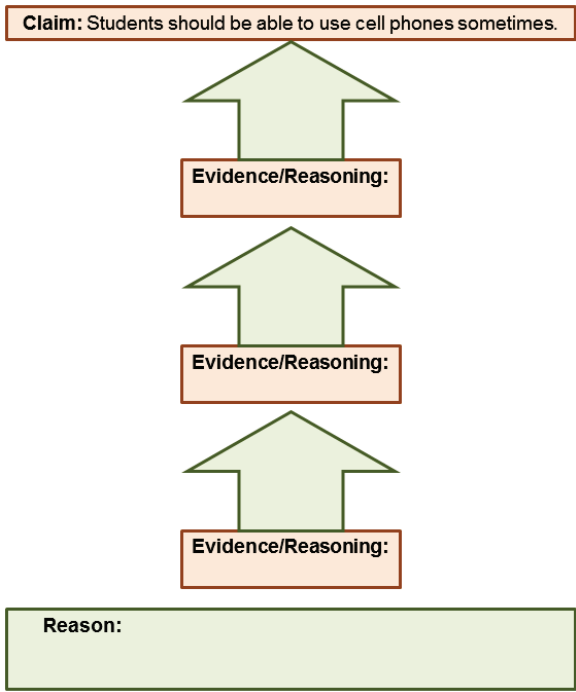 Claim: Students should be able to use cell phones sometimes.
Evidence/Reasoning:
Evidence/Reasoning:
Evidence/Reasoning:
Reason: